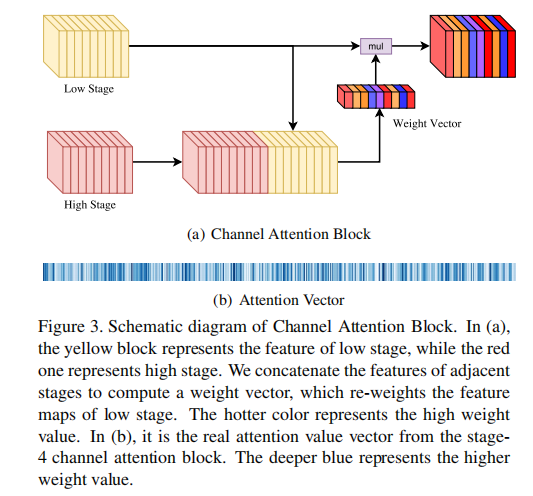 mul
Low Stage
Weight Vector
High Stage
(a) Channel Attention Block
(b) Attention Vector
Figure 3. Schematic diagram of Channel Attention Block. In (a),
the yellow block represents the feature of low stage, while the red
one represents high stage. We concatenate the features of adjacent
stages to compute a weight vector, which re-weights the feature
maps of low stage. The hotter color represents the high weight
value. In (b), it is the real attention value vector from the stage-
4 channel attention block. The deeper blue represents the higher
weight value.